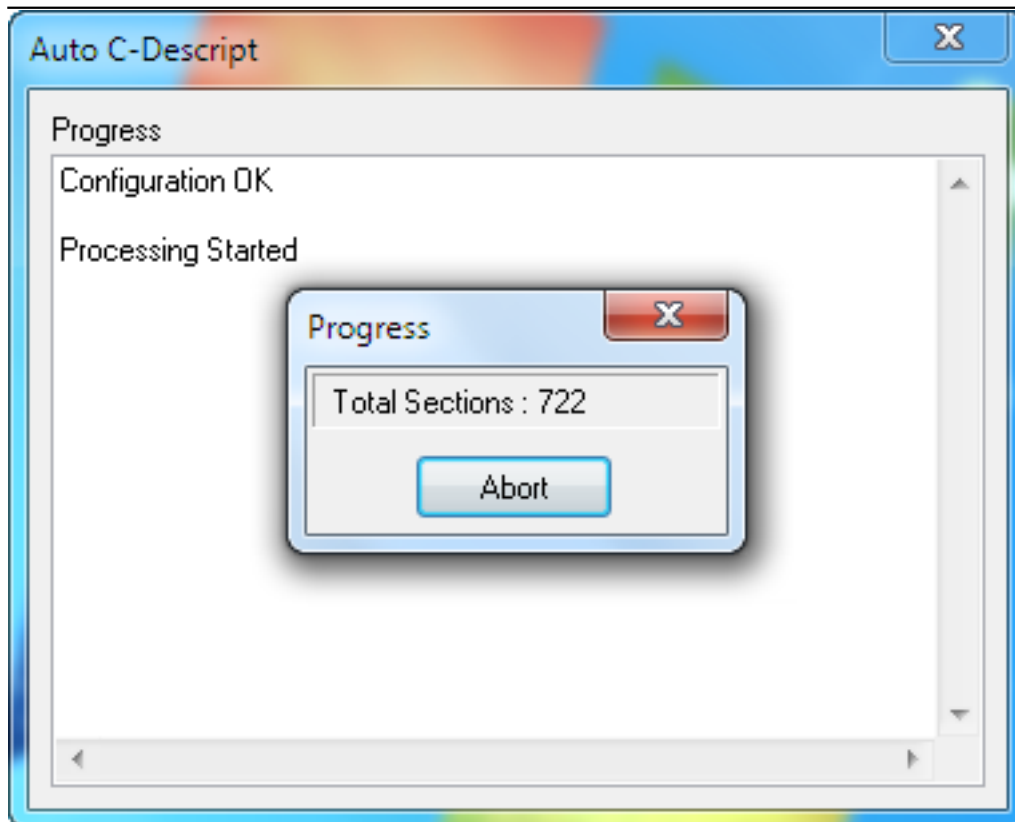 Auto C-Descript
Progress
Configuration OK
Processing Started
Progress
Total Sections : 722
Abort